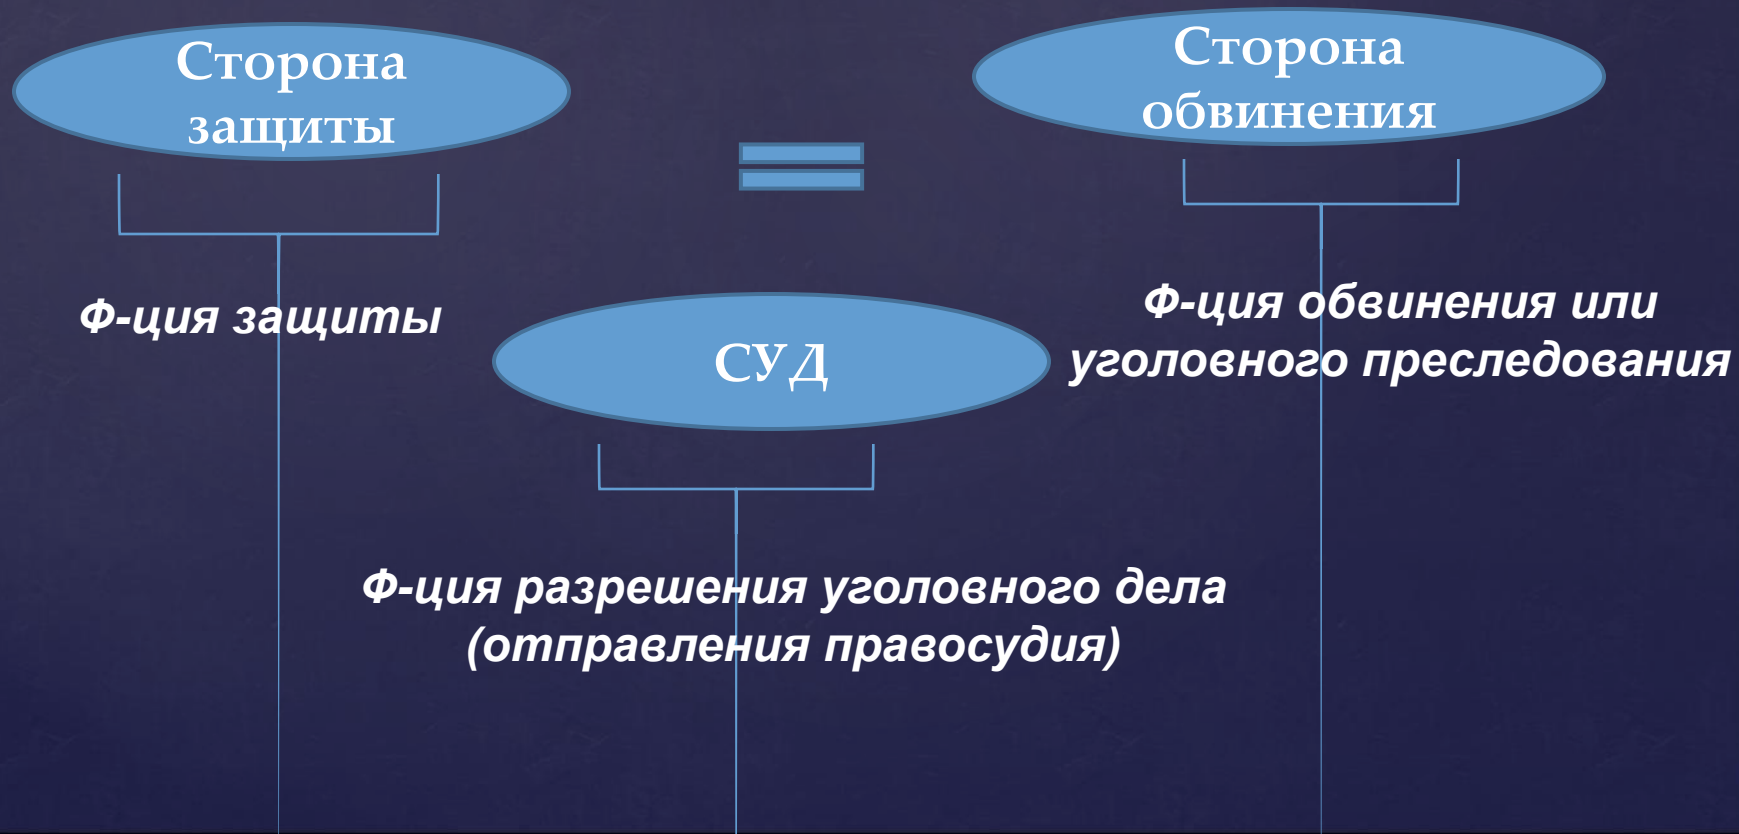 Сторона
защиты
Сторона
обвинения
Ф-ция защиты
Ф-ция обвинения или
уголовного преследования
СУД
Ф-ция разрешения уголовного дела
(отправления правосудия)